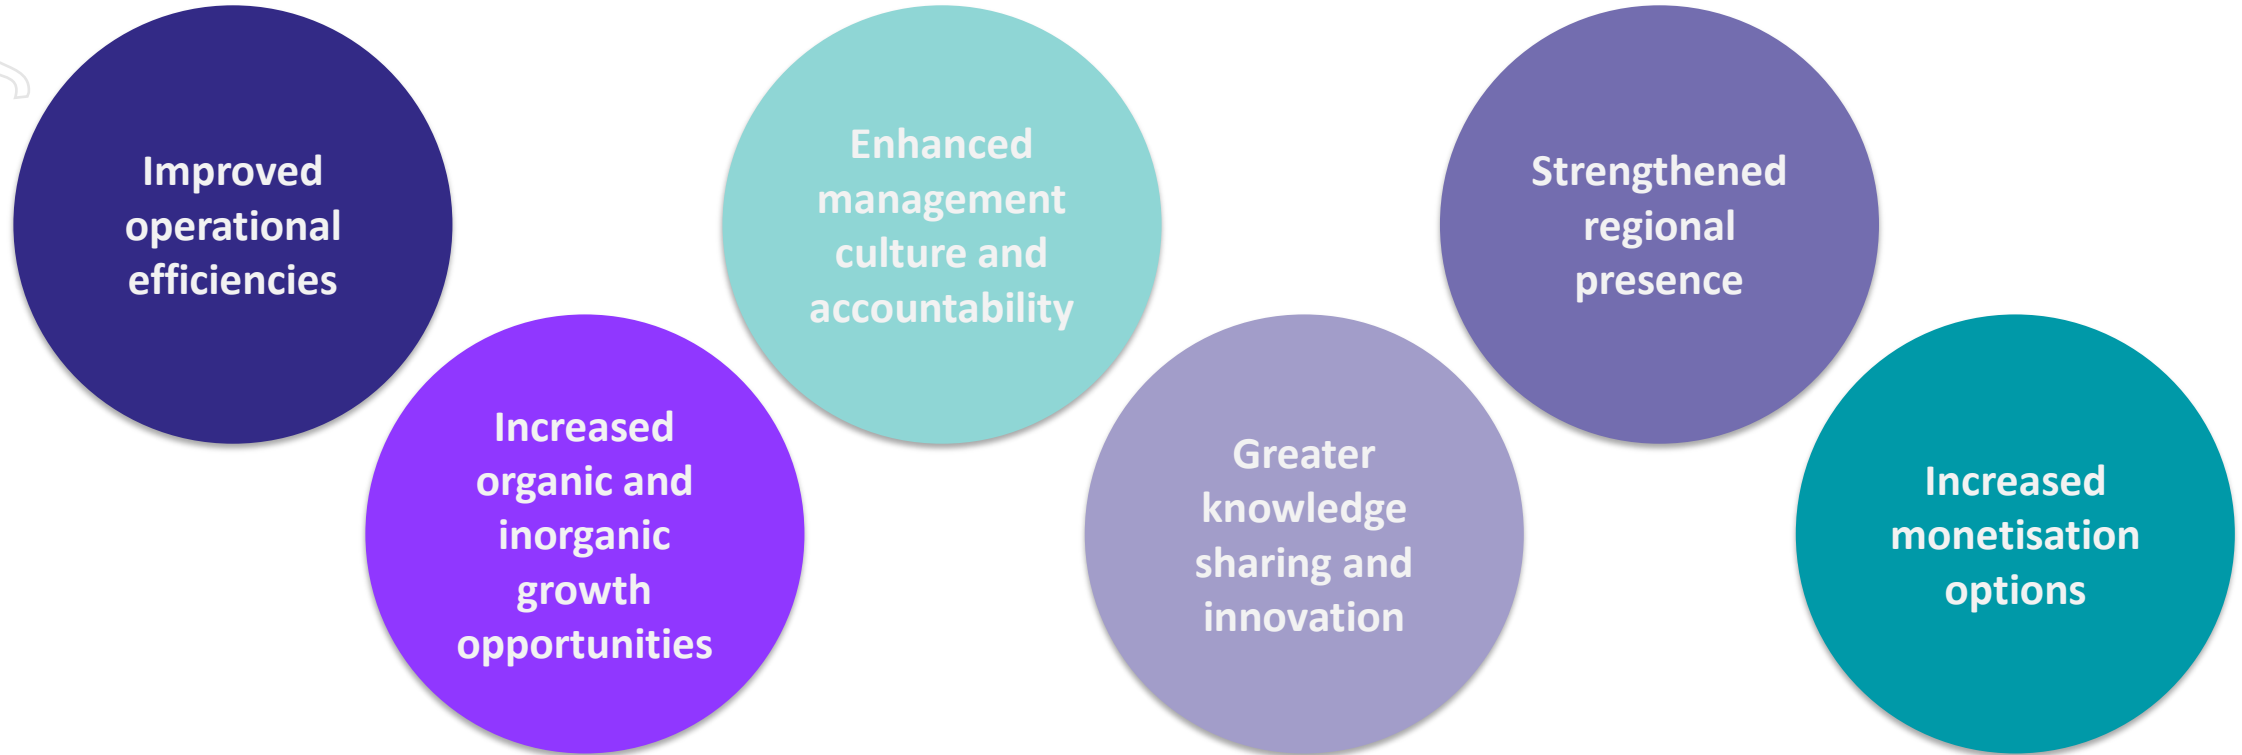 Improved
operational
efficiencies
Increased
organic and
inorganic
growth
opportunities
Enhanced
management
culture and
accountability
Greater
knowledge
sharing and
innovation
Strengthened
regional
presence
Increased
monetisation
options